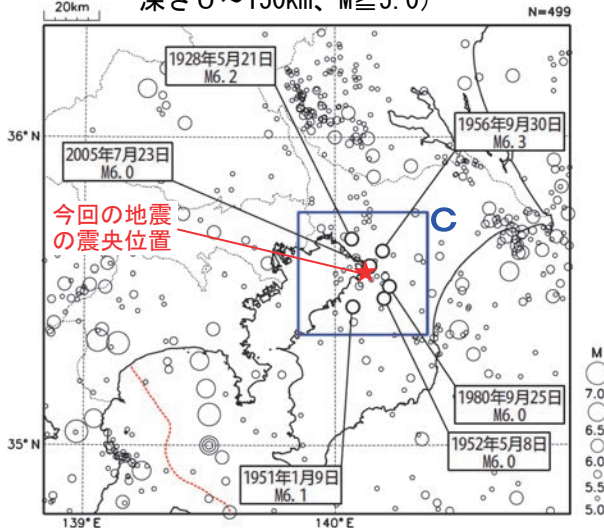 深さ0～150km、M≧5.0)
20km
N=499
1928年5月21日
M6.2
36°N
1956年9月30日
M6.3
2005年7月23日
M6.0
今回の地震
の震央位置
C
M
7.0
6.5
6.0
5.5
5.0
1980年9月25日
M6.0
35°N
1952年5月8日
M6.0
1951年1月9日
M6.1
139°E
140°E